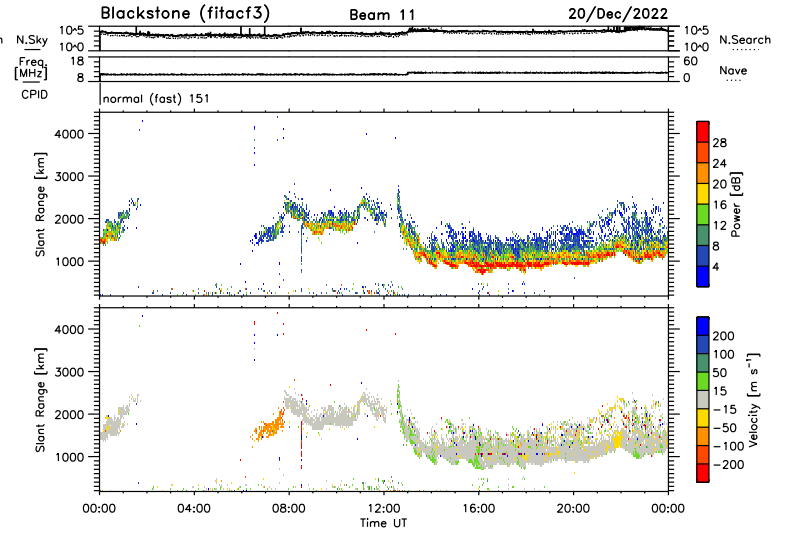 Blackstone (fitacf3) Beam 11 20/Dec/2022
N.Sky 10^5 10^0 10^5 10^0 N.Search
Freq. [MHz] 18 8 60 0 Nave
CPID normal (fast) 151
Slant Range [km] 4000 3000 2000 1000
28 24 20 16 12 8 4 Power [dB]
Slant Range [km] 4000 3000 2000 1000
200 100 50 15 -15 -50 -100 -200 Velocity [m s⁻¹]
00:00 04:00 08:00 12:00 16:00 20:00 00:00
Time UT